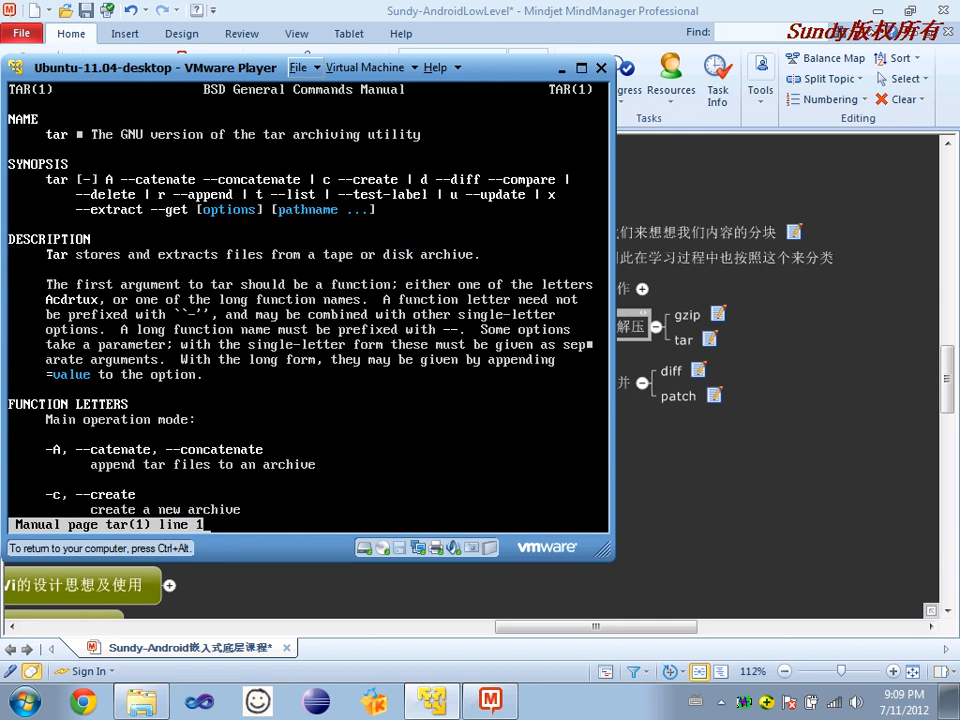 Sundy-AndroidLowLevel* - Mindjet MindManager Professional
File Home Insert Design Review View Tablet Help
Find:
Sundy版权所有
Balance Map
Sort
Split Topic
Select
Numbering
Clear
Resources
Task Info
Tools
Tasks
Editing
Ubuntu-11.04-desktop - VMware Player File Virtual Machine Help
TAR(1) BSD General Commands Manual TAR(1)
NAME
tar ■ The GNU version of the tar archiving utility
SYNOPSIS
tar [-] A --catenate --concatenate | c --create | d --diff --compare |
--delete | r --append | t --list | --test-label | u --update | x
--extract --get [options] [pathname ...]
DESCRIPTION
Tar stores and extracts files from a tape or disk archive.
The first argument to tar should be a function; either one of the letters
Acdrtux, or one of the long function names. A function letter need not
be prefixed with ``-'', and may be combined with other single-letter
options. A long function name must be prefixed with --. Some options
take a parameter; with the single-letter form these must be given as sep■
arate arguments. With the long form, they may be given by appending
=value to the option.
FUNCTION LETTERS
Main operation mode:
-A, --catenate, --concatenate
append tar files to an archive
-c, --create
create a new archive
Manual page tar(1) line 1
To return to your computer, press Ctrl+Alt.
vmware
们来想想我们内容的分块
此在学习过程中也按照这个来分类
作
解压
gzip
tar
并
diff
patch
Vi的设计思想及使用
Sundy-Android嵌入式底层课程*
Sign In
112%
9:09 PM
7/11/2012